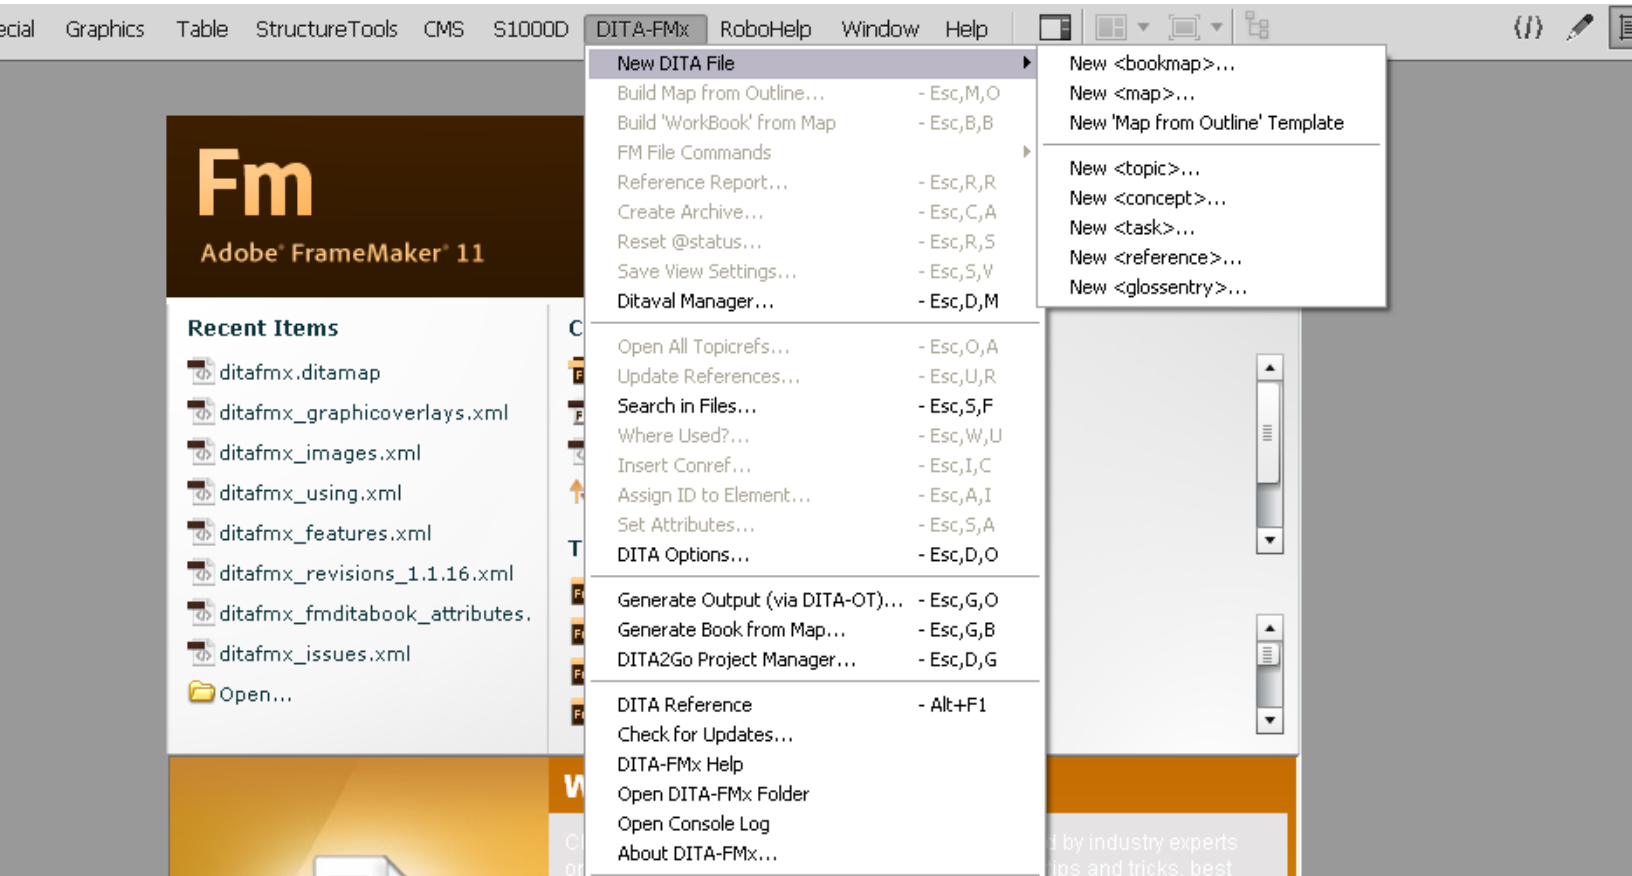 Graphics Table StructureTools CMS S1000D DITA-FMx RoboHelp Window Help
New DITA File
Build Map from Outline... - Esc,M,O
Build 'WorkBook' from Map - Esc,B,B
FM File Commands
Reference Report... - Esc,R,R
Create Archive... - Esc,C,A
Reset @status... - Esc,R,S
Save View Settings... - Esc,S,V
Ditaval Manager... - Esc,D,M
Open All Topicrefs... - Esc,O,A
Update References... - Esc,U,R
Search in Files... - Esc,S,F
Where Used?... - Esc,W,U
Insert Conref... - Esc,I,C
Assign ID to Element... - Esc,A,I
Set Attributes... - Esc,S,A
DITA Options... - Esc,D,O
Generate Output (via DITA-OT)... - Esc,G,O
Generate Book from Map... - Esc,G,B
DITA2Go Project Manager... - Esc,D,G
DITA Reference - Alt+F1
Check for Updates...
DITA-FMx Help
Open DITA-FMx Folder
Open Console Log
About DITA-FMx...
New <bookmap>...
New <map>...
New 'Map from Outline' Template
New <topic>...
New <concept>...
New <task>...
New <reference>...
New <glossentry>...
Fm
Adobe® FrameMaker® 11
Recent Items
ditafmx.ditamap
ditafmx_graphicoverlays.xml
ditafmx_images.xml
ditafmx_using.xml
ditafmx_features.xml
ditafmx_revisions_1.1.16.xml
ditafmx_fmditabook_attributes.
ditafmx_issues.xml
Open...
by industry experts
tips and tricks, best